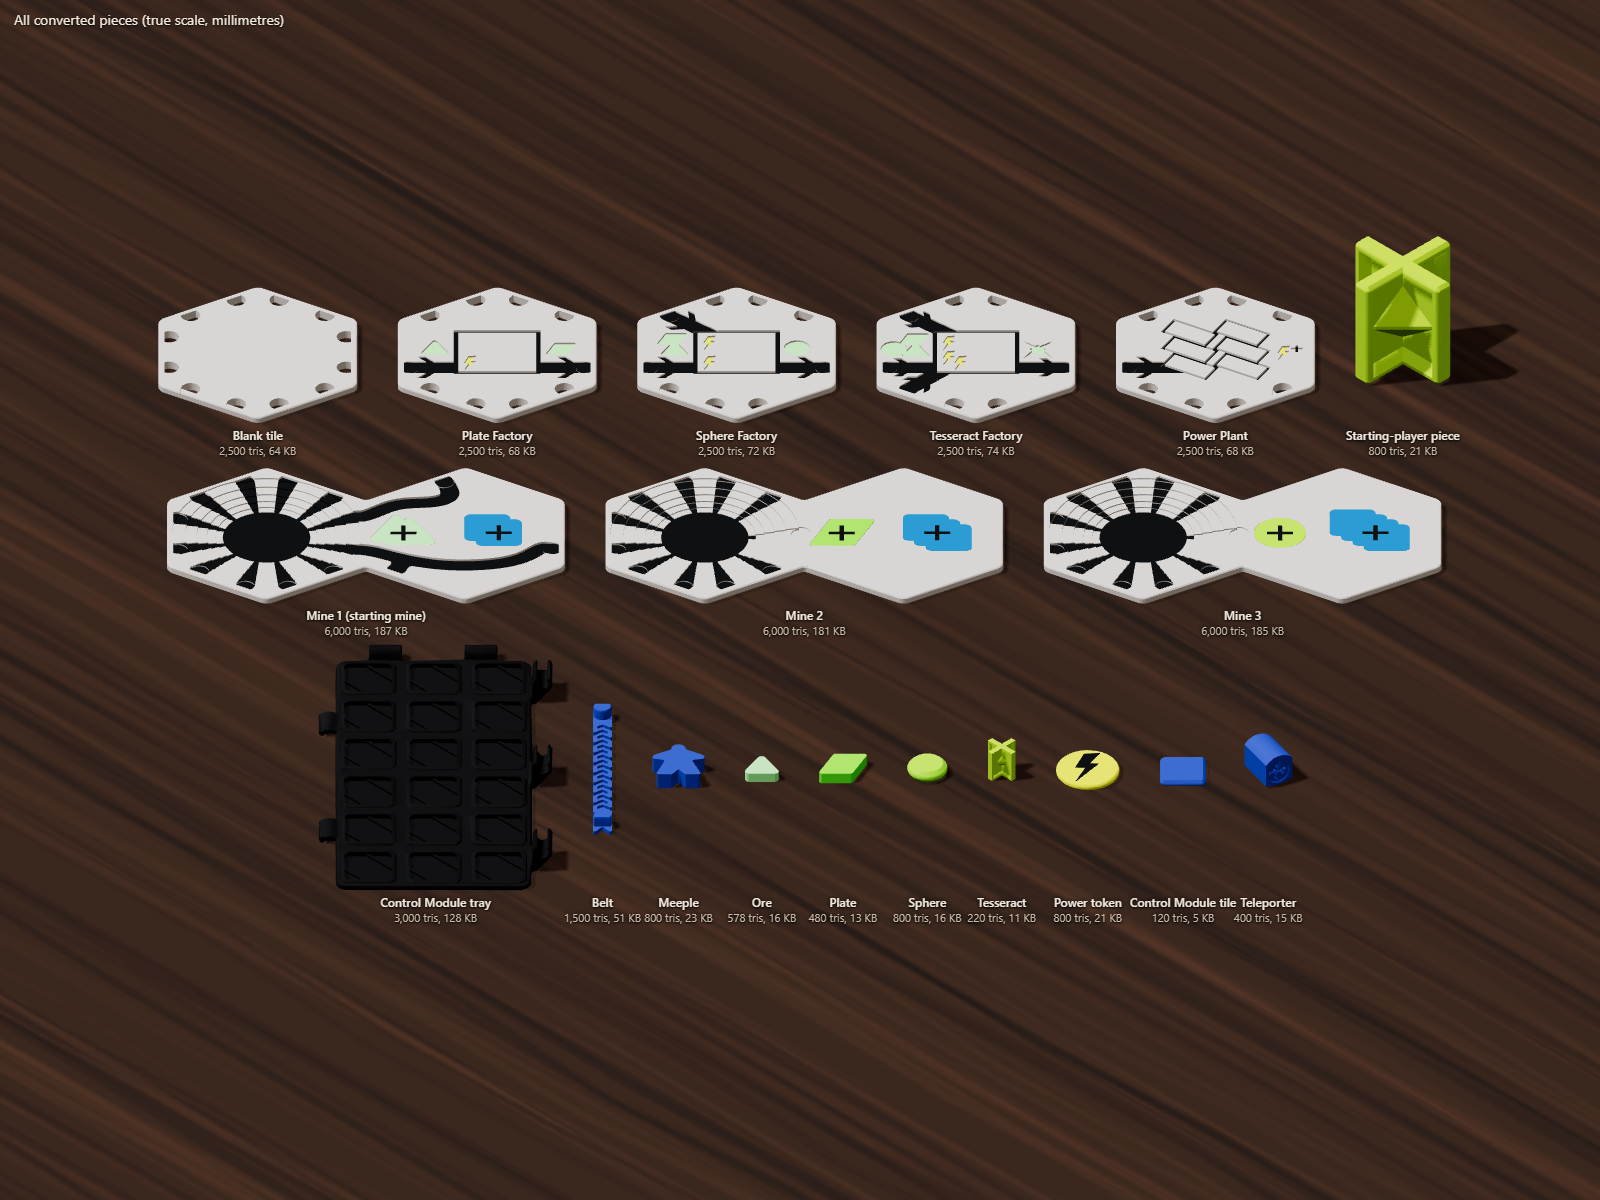 All converted pieces (true scale, millimetres)
Blank tile
2,500 tris, 64 KB
Plate Factory
2,500 tris, 68 KB
Sphere Factory
2,500 tris, 72 KB
Tesseract Factory
2,500 tris, 74 KB
Power Plant
2,500 tris, 68 KB
Starting-player piece
800 tris, 21 KB
Mine 1 (starting mine)
6,000 tris, 187 KB
Mine 2
6,000 tris, 181 KB
Mine 3
6,000 tris, 185 KB
Control Module tray
3,000 tris, 128 KB
Belt
1,500 tris, 51 KB
Meeple
800 tris, 23 KB
Ore
578 tris, 16 KB
Plate
480 tris, 13 KB
Sphere
800 tris, 16 KB
Tesseract
220 tris, 11 KB
Power token
800 tris, 21 KB
Control Module tile
120 tris, 5 KB
Teleporter
400 tris, 15 KB